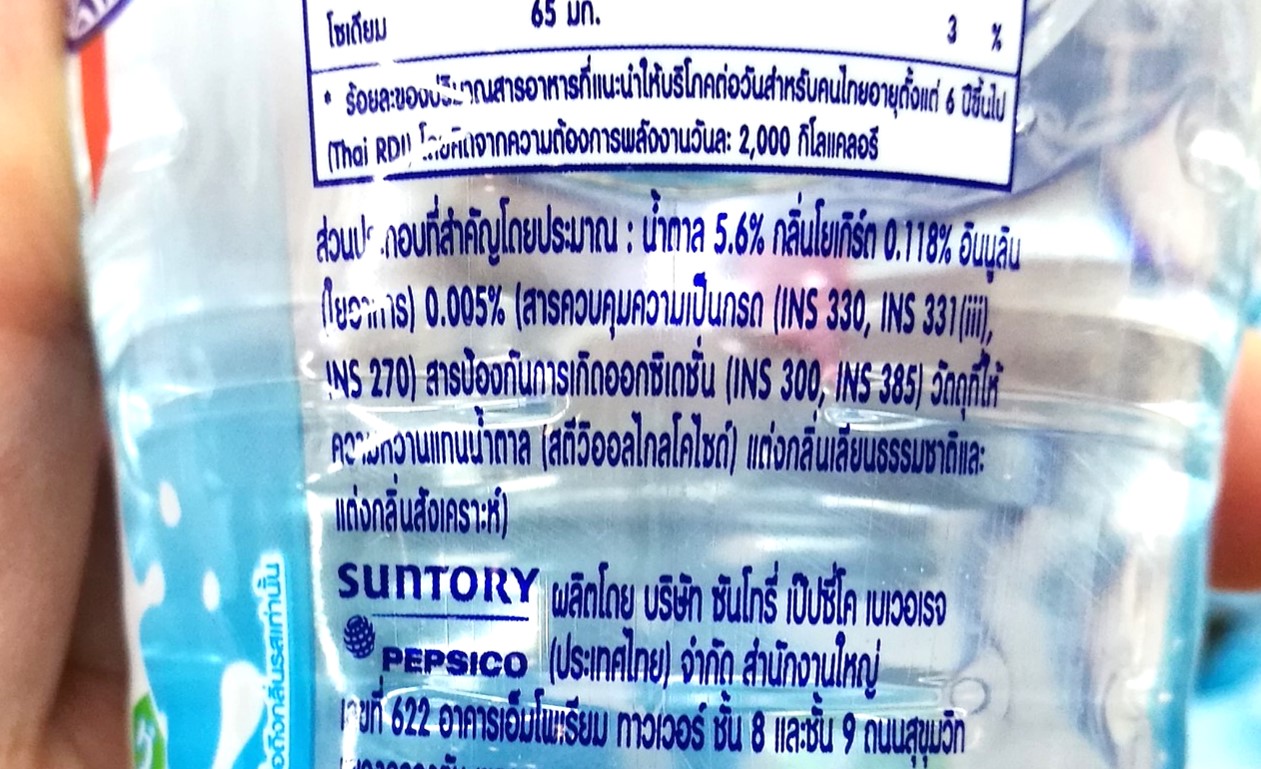 โซเดียม 65 มก. 3 %
* ร้อยละของปริมาณสารอาหารที่แนะนำให้บริโภคต่อวันสำหรับคนไทยอายุตั้งแต่ 6 ปีขึ้นไป
(Thai RDI) โดยคิดจากความต้องการพลังงานวันละ 2,000 กิโลแคลอรี
ส่วนประกอบที่สำคัญโดยประมาณ : น้ำตาล 5.6% กลิ่นโยเกิร์ต 0.118% อินนูลิน
(ใยอาหาร) 0.005% (สารควบคุมความเป็นกรด (INS 330, INS 331(iii),
INS 270) สารป้องกันการเกิดออกซิเดชั่น (INS 300, INS 385) วัตถุที่ให้
ความหวานแทนน้ำตาล (สตีวิออลไกลโคไซด์) แต่งกลิ่นเลียนธรรมชาติและ
แต่งกลิ่นสังเคราะห์)
SUNTORY ผลิตโดย บริษัท ซันโทรี่ เป๊ปซี่โค เบเวอเรจ
PEPSICO (ประเทศไทย) จำกัด สำนักงานใหญ่
เลขที่ 622 อาคารเอ็มโพเรียม ทาวเวอร์ ชั้น 8 และชั้น 9 ถนนสุขุมวิท